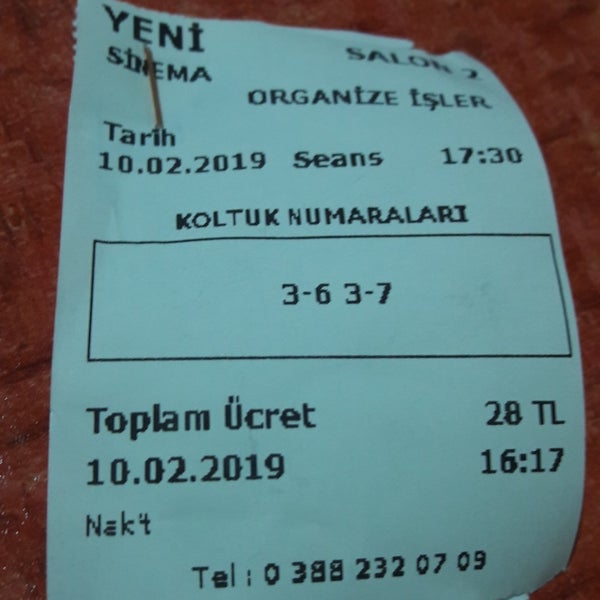 YENİ
SİNEMA
SALON 2
ORGANİZE İŞLER
Tarih
10.02.2019 Seans 17:30
KOLTUK NUMARALARI
3-6 3-7
Toplam Ücret 28 TL
10.02.2019 16:17
Nakit
Tel : 0 388 232 07 09